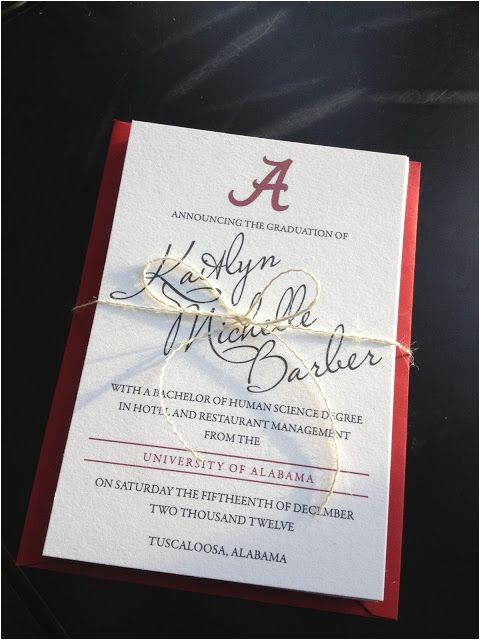 A
ANNOUNCING THE GRADUATION OF
Kaitlyn
Michelle
Barber
WITH A BACHELOR OF HUMAN SCIENCE DEGREE
IN HOTEL AND RESTAURANT MANAGEMENT
FROM THE
UNIVERSITY OF ALABAMA
ON SATURDAY THE FIFTHEENTH OF DECEMBER
TWO THOUSAND TWELVE
TUSCALOOSA, ALABAMA